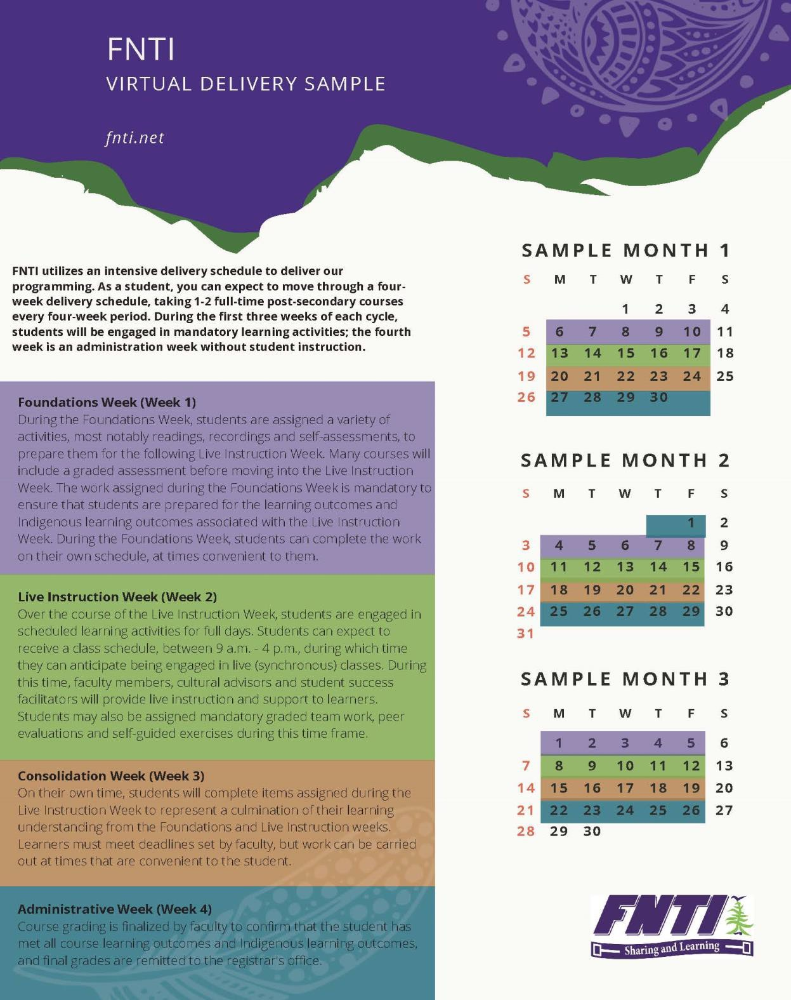 FNTI
VIRTUAL DELIVERY SAMPLE
fnti.net
FNTI utilizes an intensive delivery schedule to deliver our
programming. As a student, you can expect to move through a four-
week delivery schedule, taking 1-2 full-time post-secondary courses
every four-week period. During the first three weeks of each cycle,
students will be engaged in mandatory learning activities; the fourth
week is an administration week without student instruction.
Foundations Week (Week 1)
During the Foundations Week, students are assigned a variety of
activities, most notably readings, recordings and self-assessments, to
prepare them for the following Live Instruction Week. Many courses will
include a graded assessment before moving into the Live Instruction
Week. The work assigned during the Foundations Week is mandatory to
ensure that students are prepared for the learning outcomes and
Indigenous learning outcomes associated with the Live Instruction
Week. During the Foundations Week, students can complete the work
on their own schedule, at times convenient to them.
Live Instruction Week (Week 2)
Over the course of the Live Instruction Week, students are engaged in
scheduled learning activities for full days. Students can expect to
receive a class schedule, between 9 a.m. - 4 p.m., during which time
they can anticipate being engaged in live (synchronous) classes. During
this time, faculty members, cultural advisors and student success
facilitators will provide live instruction and support to learners.
Students may also be assigned mandatory graded team work, peer
evaluations and self-guided exercises during this time frame.
Consolidation Week (Week 3)
On their own time, students will complete items assigned during the
Live Instruction Week to represent a culmination of their learning
understanding from the Foundations and Live Instruction weeks.
Learners must meet deadlines set by faculty, but work can be carried
out at times that are convenient to the student.
Administrative Week (Week 4)
Course grading is finalized by faculty to confirm that the student has
met all course learning outcomes and Indigenous learning outcomes,
and final grades are remitted to the registrar's office.
SAMPLE MONTH 1
S M T W T F S
1 2 3 4
5 6 7 8 9 10 11
12 13 14 15 16 17 18
19 20 21 22 23 24 25
26 27 28 29 30
SAMPLE MONTH 2
S M T W T F S
1 2
3 4 5 6 7 8 9
10 11 12 13 14 15 16
17 18 19 20 21 22 23
24 25 26 27 28 29 30
31
SAMPLE MONTH 3
S M T W T F S
1 2 3 4 5 6
7 8 9 10 11 12 13
14 15 16 17 18 19 20
21 22 23 24 25 26 27
28 29 30
FNTI
Sharing and Learning